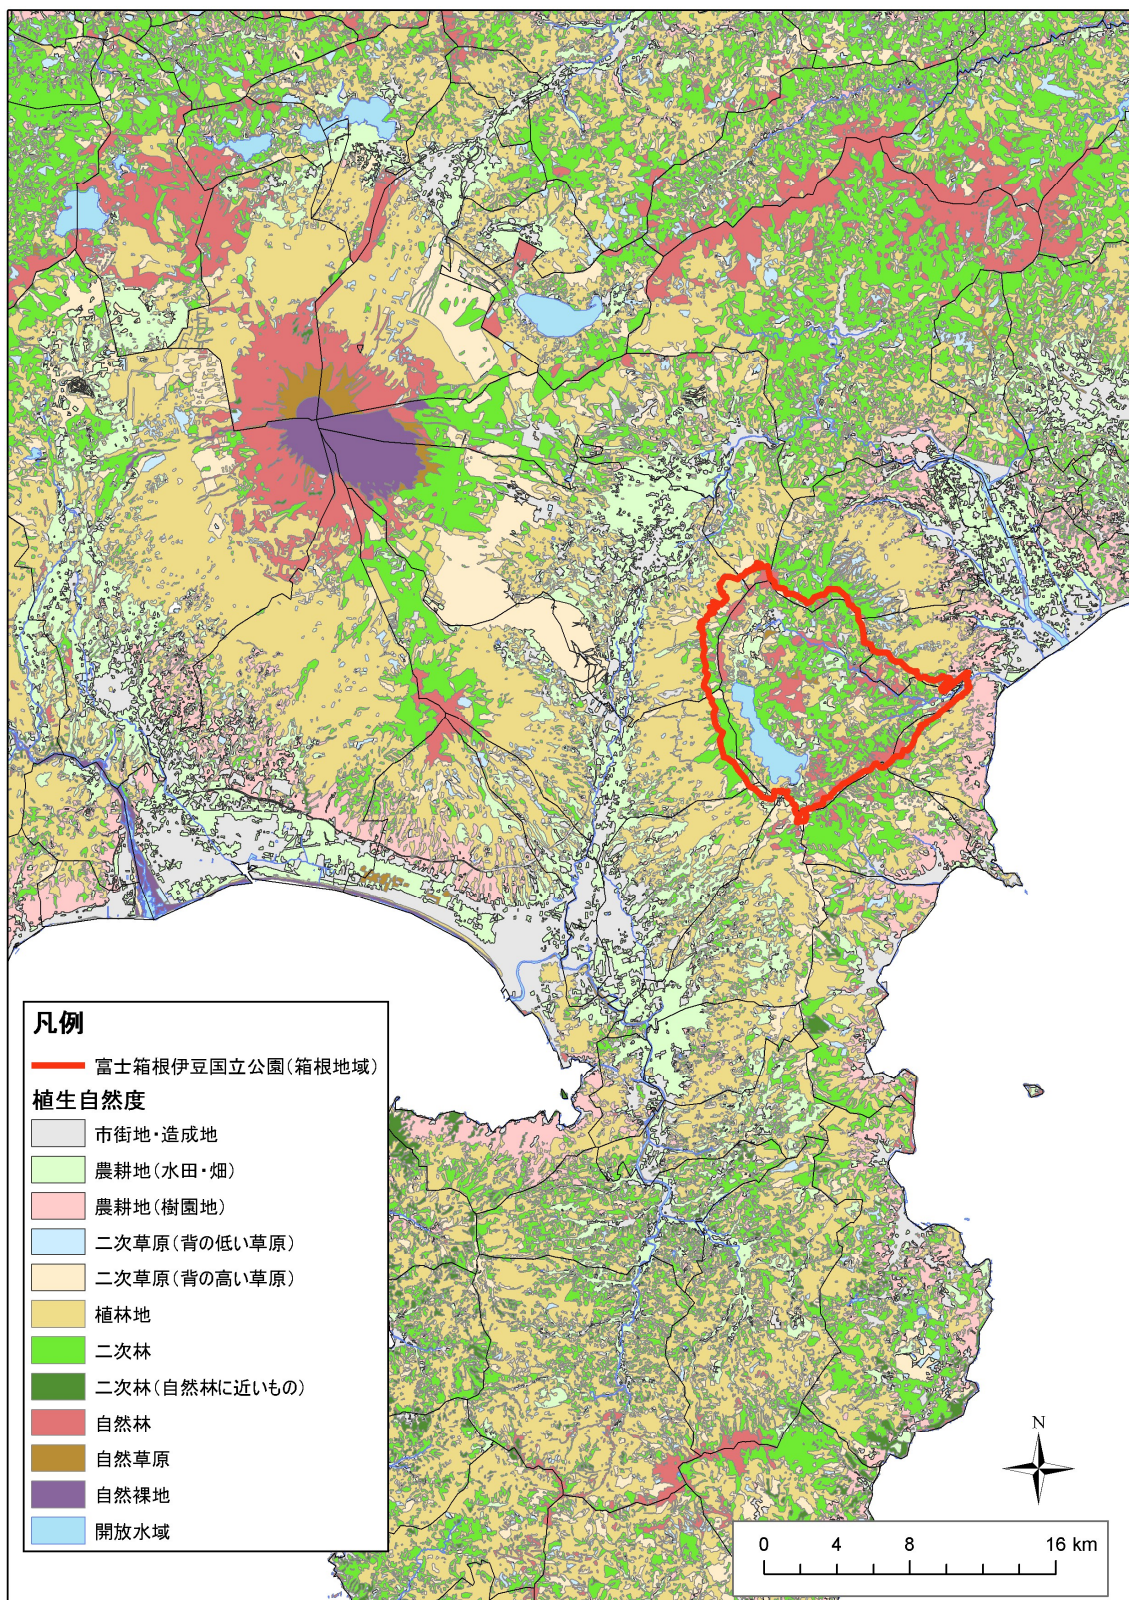 凡例
富士箱根伊豆国立公園(箱根地域)
植生自然度
市街地・造成地
農耕地(水田・畑)
農耕地(樹園地)
二次草原(背の低い草原)
二次草原(背の高い草原)
植林地
二次林
二次林(自然林に近いもの)
自然林
自然草原
自然裸地
開放水域
N
0 4 8 16 km